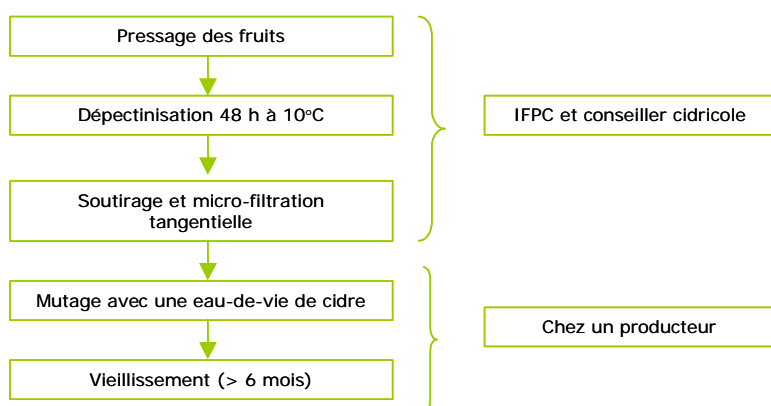 Pressage des fruits
Dépectinisation 48 h à 10°C
IFPC et conseiller cidricole
Soutirage et micro-filtration
tangentielle
Mutage avec une eau-de-vie de cidre
Chez un producteur
Vieillissement (> 6 mois)